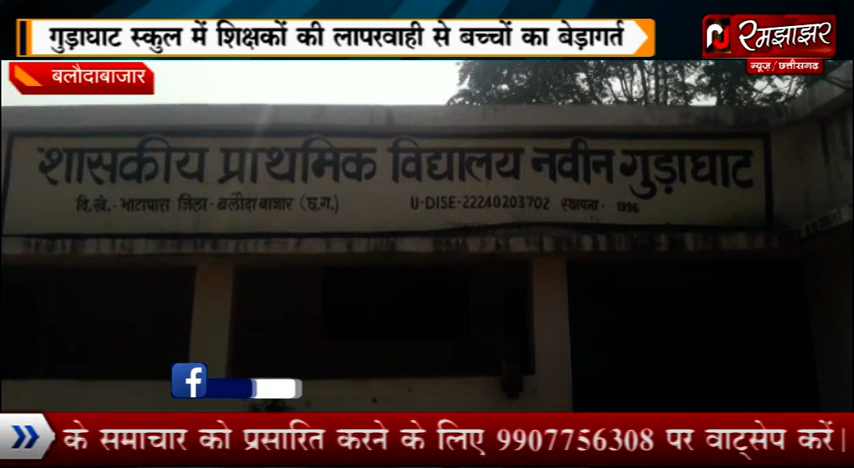 गुड़ाघाट स्कुल में शिक्षकों की लापरवाही से बच्चों का बेड़ागर्त
रमझाझर
न्यूज़/छत्तीसगढ़
बलौदाबाजार
शासकीय प्राथमिक विद्यालय नवीन गुड़ाघाट
वि.खं.- भाटापारा जिला- बलौदाबाजार (छ.ग.) U-DISE-22240203702 स्थापना- 1996
के समाचार को प्रसारित करने के लिए 9907756308 पर वाट्सेप करें|